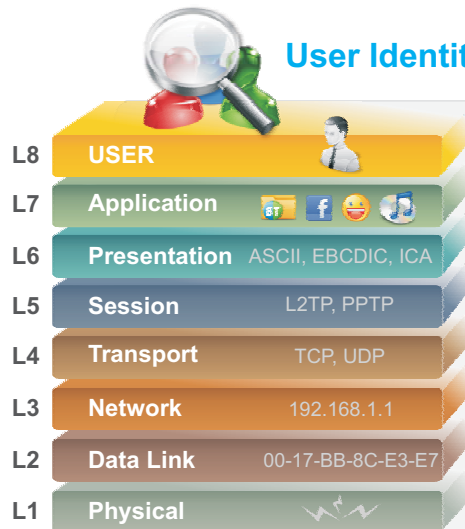 User Identit
L8 USER
L7 Application BT f
L6 Presentation ASCII, EBCDIC, ICA
L5 Session L2TP, PPTP
L4 Transport TCP, UDP
L3 Network 192.168.1.1
L2 Data Link 00-17-BB-8C-E3-E7
L1 Physical